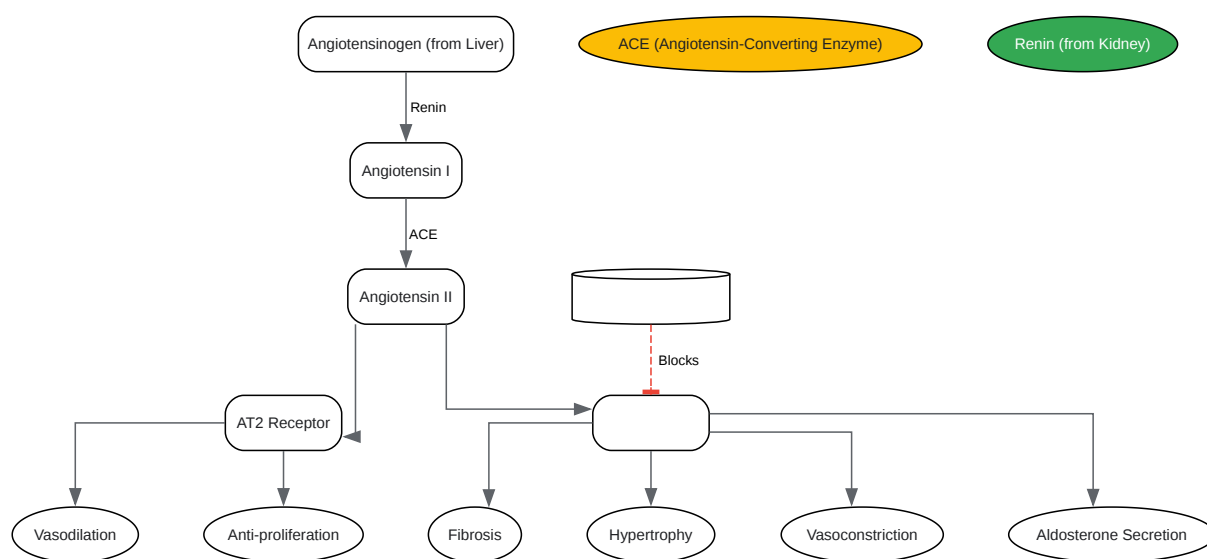 Angiotensinogen (from Liver)
ACE (Angiotensin-Converting Enzyme)
Renin (from Kidney)
Renin
Angiotensin I
ACE
Angiotensin II
Blocks
AT2 Receptor
Vasodilation
Anti-proliferation
Fibrosis
Hypertrophy
Vasoconstriction
Aldosterone Secretion